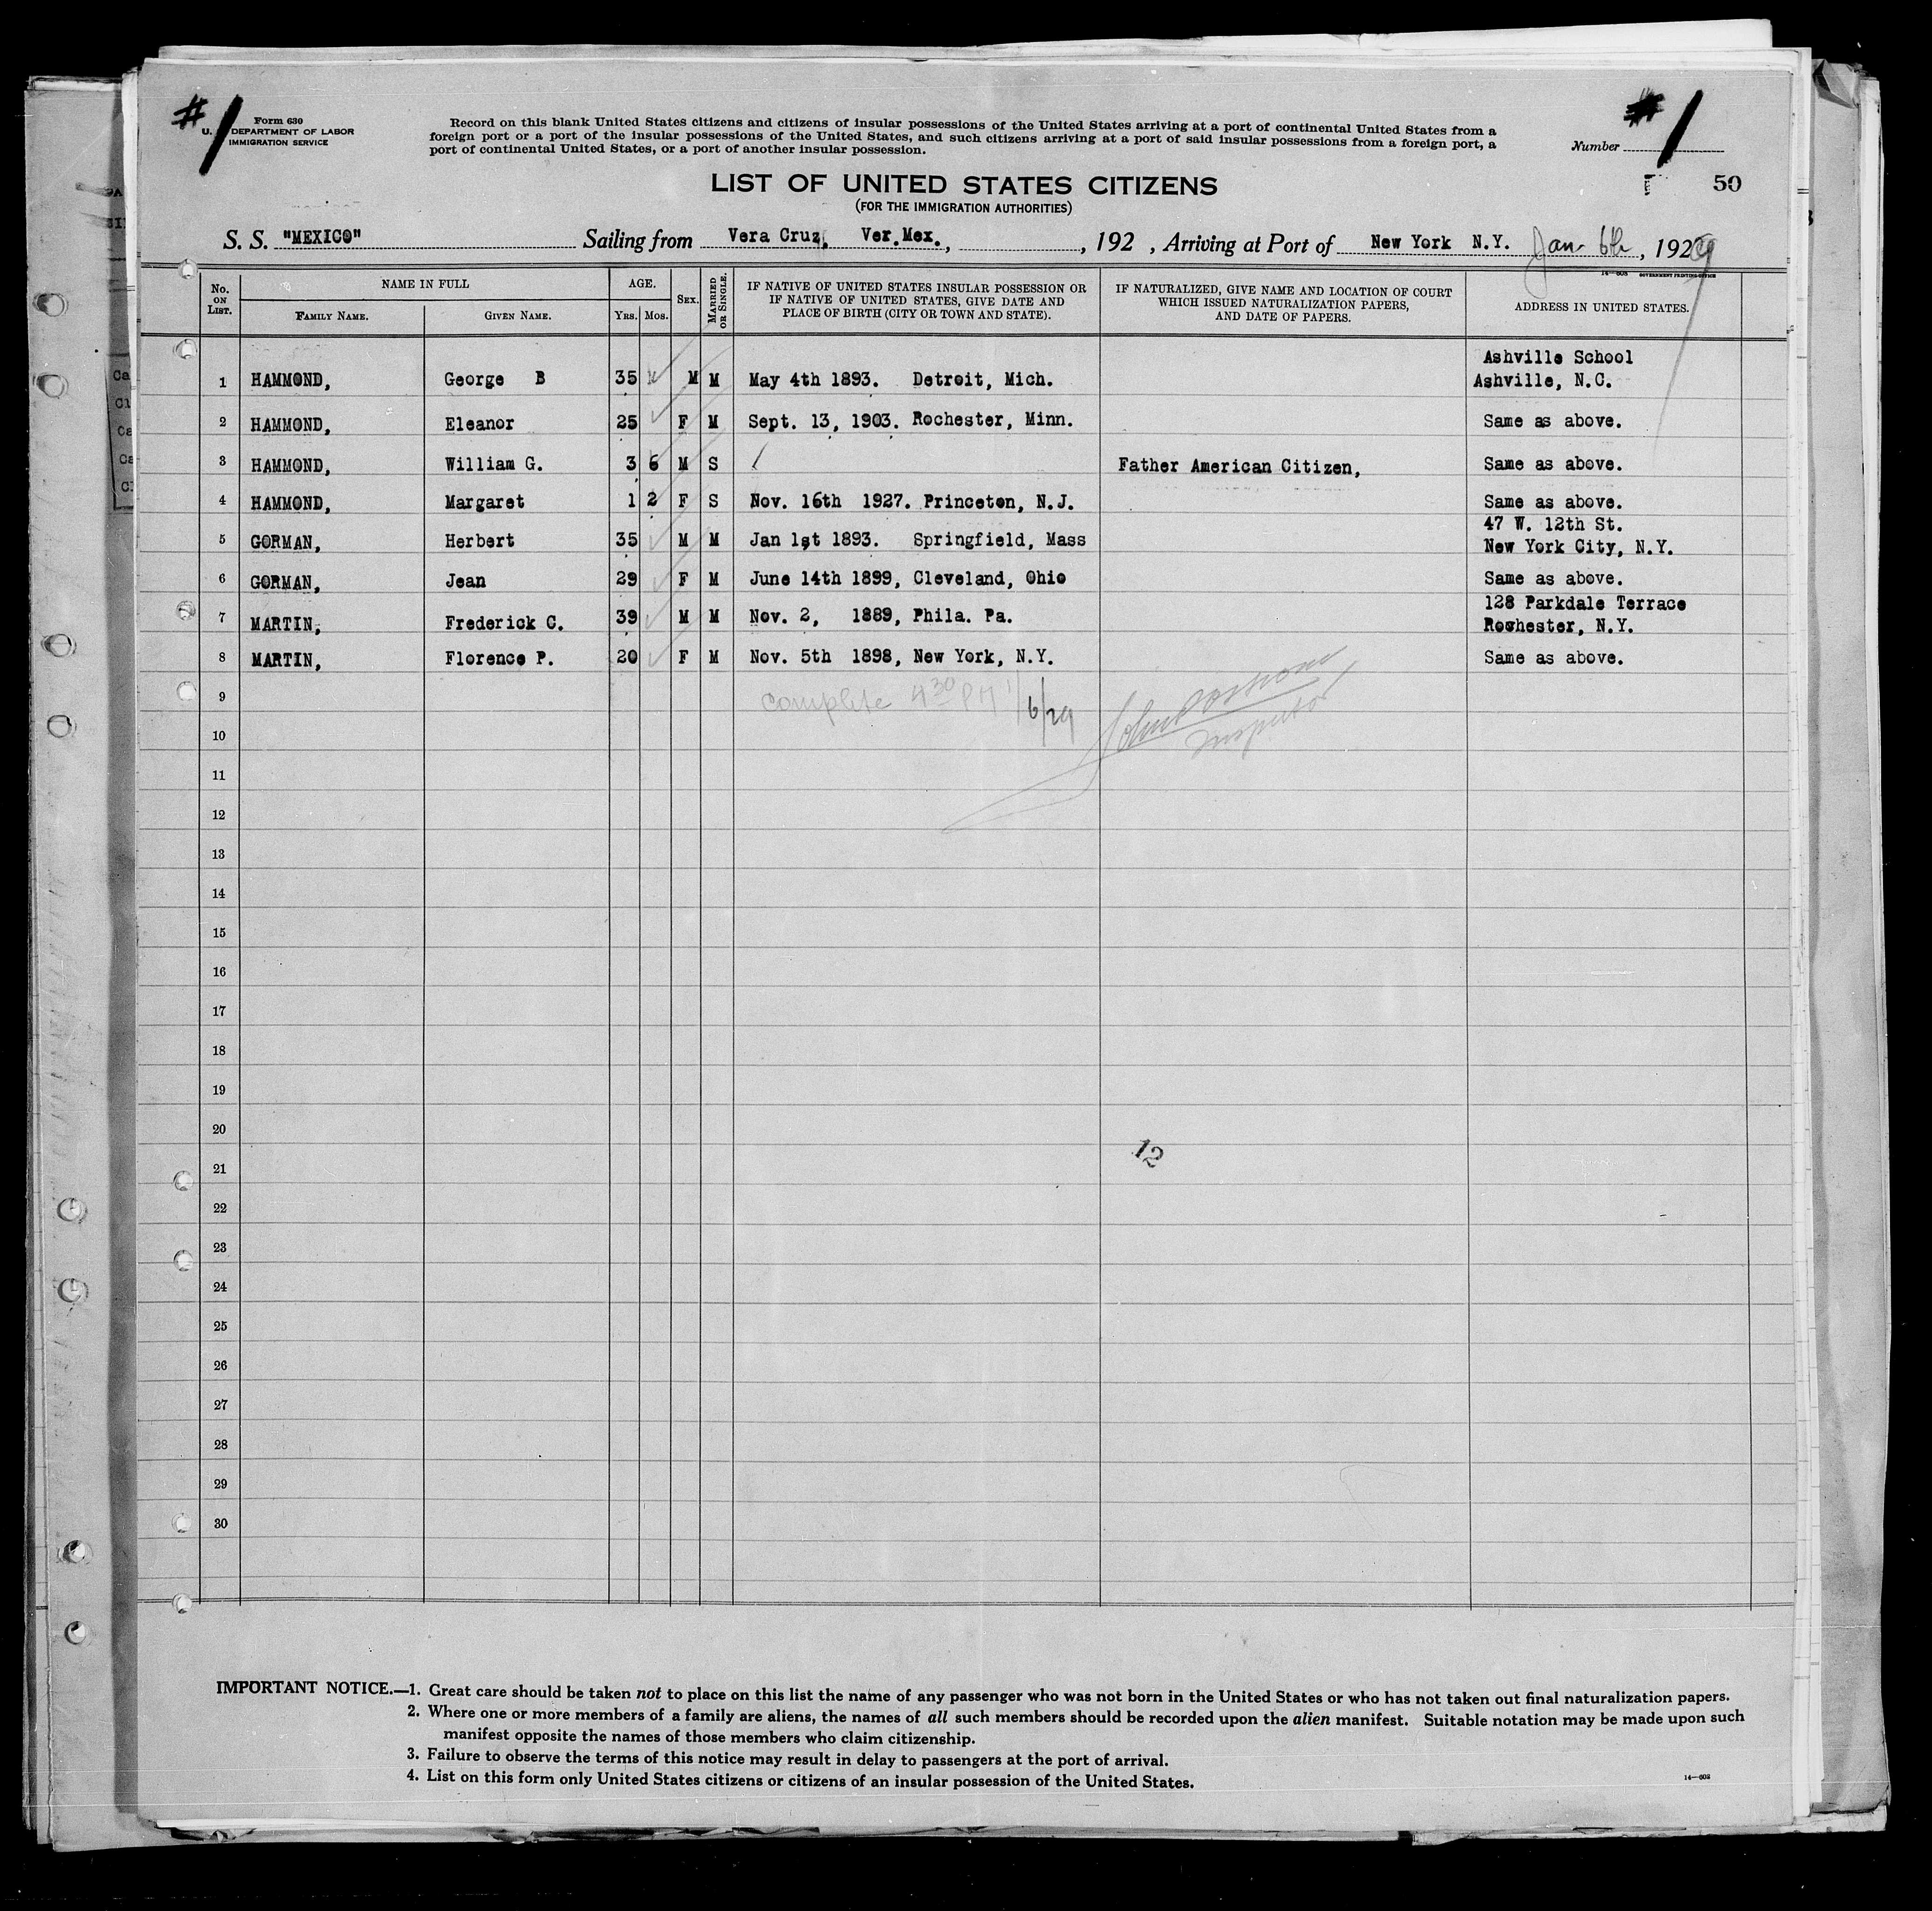 #1
Form 630
U. S. DEPARTMENT OF LABOR
IMMIGRATION SERVICE
Record on this blank United States citizens and citizens of insular possessions of the United States arriving at a port of continental United States from a
foreign port or a port of the insular possessions of the United States, and such citizens arriving at a port of said insular possessions from a foreign port, a
port of continental United States, or a port of another insular possession.
Number #1
50
LIST OF UNITED STATES CITIZENS
(FOR THE IMMIGRATION AUTHORITIES)
S. S. "MEXICO" Sailing from Vera Cruz, Ver.Mex., , 192 , Arriving at Port of New York N.Y. Jan 6th, 1929
14—608 GOVERNMENT PRINTING OFFICE
No. ON LIST. NAME IN FULL FAMILY NAME. GIVEN NAME. AGE. YRS. MOS. SEX. MARRIED OR SINGLE. IF NATIVE OF UNITED STATES INSULAR POSSESSION OR IF NATIVE OF UNITED STATES, GIVE DATE AND PLACE OF BIRTH (CITY OR TOWN AND STATE). IF NATURALIZED, GIVE NAME AND LOCATION OF COURT WHICH ISSUED NATURALIZATION PAPERS, AND DATE OF PAPERS. ADDRESS IN UNITED STATES.
Ashville School
1 HAMMOND, George B 35 M M May 4th 1893. Detroit, Mich. Ashville, N.C.
2 HAMMOND, Eleanor 25 F M Sept. 13, 1903. Rochester, Minn. Same as above.
3 HAMMOND, William G. 3 6 M S Father American Citizen, Same as above.
4 HAMMOND, Margaret 1 2 F S Nov. 16th 1927. Princeton, N.J. Same as above.
47 W. 12th St.
5 GORMAN, Herbert 35 M M Jan 1st 1893. Springfield, Mass New York City, N.Y.
6 GORMAN, Jean 29 F M June 14th 1899, Cleveland, Ohio Same as above.
128 Parkdale Terrace
7 MARTIN, Frederick C. 39 M M Nov. 2, 1889, Phila. Pa. Rowhester, N.Y.
8 MARTIN, Florence P. 20 F M Nov. 5th 1898, New York, N.Y. Same as above.
9 complete 4 30 PM 1/6/29
John
Inspector
10
11
12
13
14
15
16
17
18
19
20
12
21
22
23
24
25
26
27
28
29
30
IMPORTANT NOTICE.—1. Great care should be taken not to place on this list the name of any passenger who was not born in the United States or who has not taken out final naturalization papers.
2. Where one or more members of a family are aliens, the names of all such members should be recorded upon the alien manifest. Suitable notation may be made upon such
manifest opposite the names of those members who claim citizenship.
3. Failure to observe the terms of this notice may result in delay to passengers at the port of arrival.
4. List on this form only United States citizens or citizens of an insular possession of the United States.
14—608